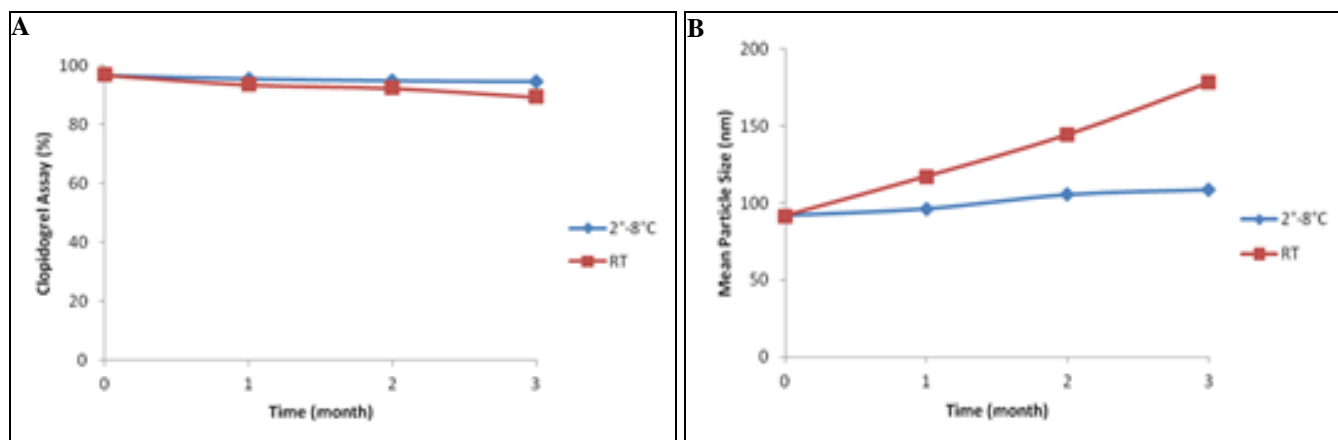 A
Clopidogrel Assay (%)
100
80
60
40
20
0
0 1 2 3
Time (month)
2°-8°C
RT
B
Mean Particle Size (nm)
200
150
100
50
0
0 1 2 3
Time (month)
2°-8°C
RT